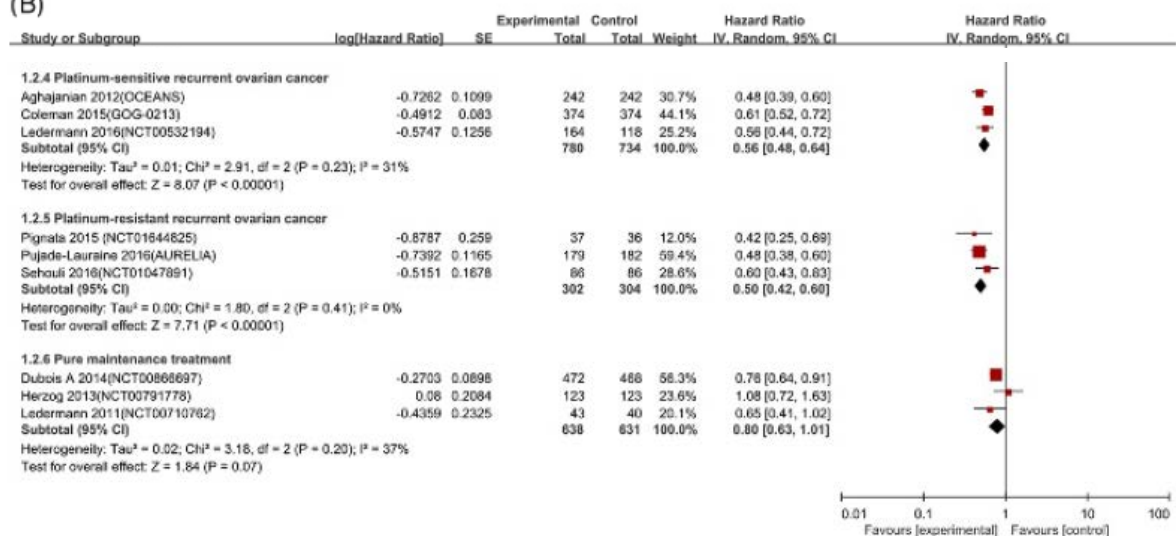 (B)
Experimental Control Hazard Ratio Hazard Ratio
Study or Subgroup log[Hazard Ratio] SE Total Total Weight IV, Random, 95% CI IV, Random, 95% CI
1.2.4 Platinum-sensitive recurrent ovarian cancer
Aghajanian 2012(OCEANS) -0.7262 0.1099 242 242 30.7% 0.48 [0.39, 0.60]
Coleman 2015(GOG-0213) -0.4912 0.083 374 374 44.1% 0.61 [0.52, 0.72]
Ledermann 2016(NCT00532194) -0.5747 0.1256 164 118 25.2% 0.56 [0.44, 0.72]
Subtotal (95% CI) 780 734 100.0% 0.56 [0.48, 0.64]
Heterogeneity: Tau² = 0.01; Chi² = 2.91, df = 2 (P = 0.23); I² = 31%
Test for overall effect: Z = 8.07 (P < 0.00001)
1.2.5 Platinum-resistant recurrent ovarian cancer
Pignata 2015 (NCT01644825) -0.8787 0.259 37 36 12.0% 0.42 [0.25, 0.69]
Pujade-Lauraine 2016(AURELIA) -0.7392 0.1165 179 182 59.4% 0.48 [0.38, 0.60]
Sehouli 2016(NCT01047891) -0.5151 0.1678 86 86 28.6% 0.60 [0.43, 0.83]
Subtotal (95% CI) 302 304 100.0% 0.50 [0.42, 0.60]
Heterogeneity: Tau² = 0.00; Chi² = 1.80, df = 2 (P = 0.41); I² = 0%
Test for overall effect: Z = 7.71 (P < 0.00001)
1.2.6 Pure maintenance treatment
Dubois A 2014(NCT00866697) -0.2703 0.0898 472 468 56.3% 0.76 [0.64, 0.91]
Herzog 2013(NCT00791778) 0.08 0.2084 123 123 23.6% 1.08 [0.72, 1.63]
Ledermann 2011(NCT00710762) -0.4359 0.2325 43 40 20.1% 0.65 [0.41, 1.02]
Subtotal (95% CI) 638 631 100.0% 0.80 [0.63, 1.01]
Heterogeneity: Tau² = 0.02; Chi² = 3.18, df = 2 (P = 0.20); I² = 37%
Test for overall effect: Z = 1.84 (P = 0.07)
0.01 0.1 1 10 100
Favours [experimental] Favours [control]